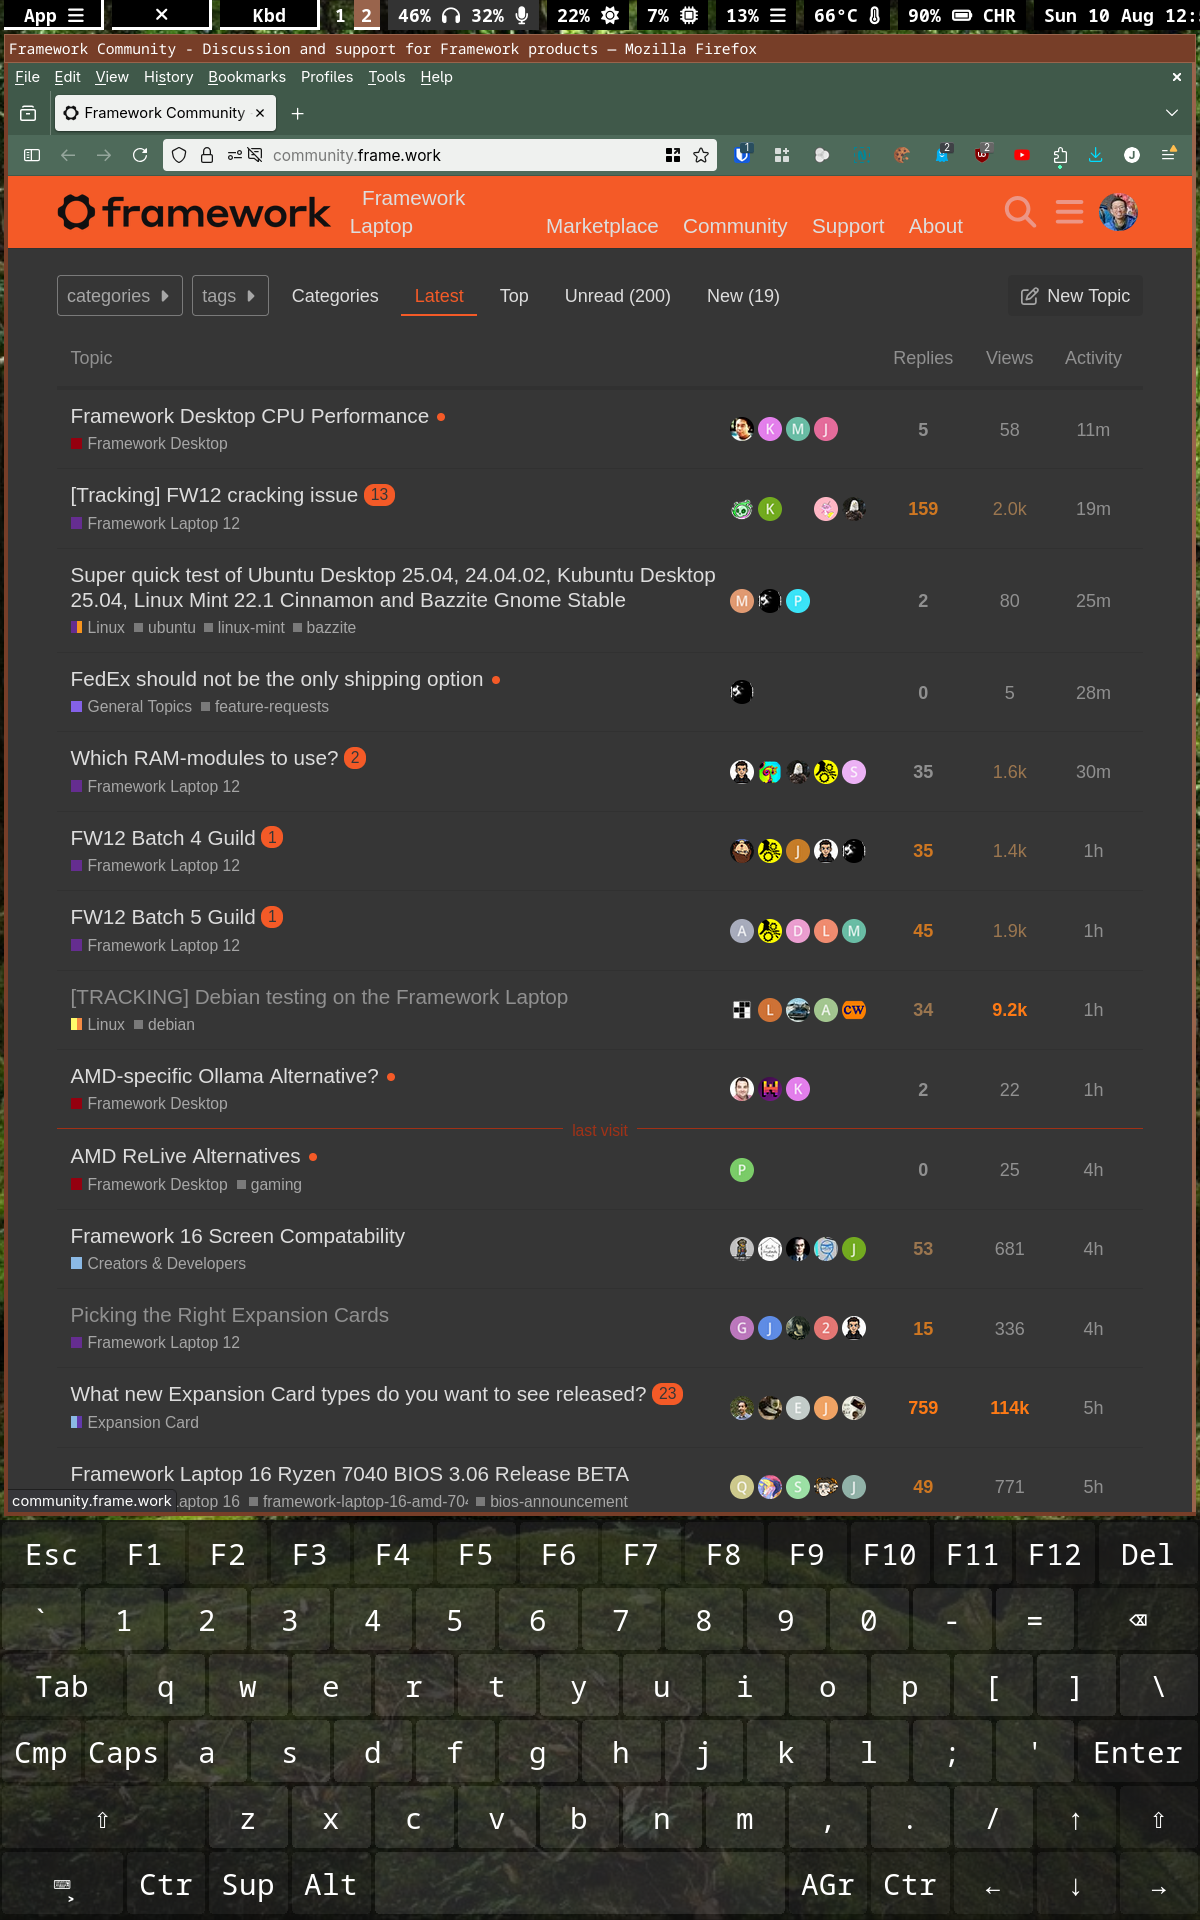 App ☰ ✕ Kbd 1 2 46% 32% 22% 7% 13% ☰ 66°C 90% CHR Sun 10 Aug 12:
Framework Community - Discussion and support for Framework products — Mozilla Firefox
File Edit View History Bookmarks Profiles Tools Help ×
Framework Community × +
community.frame.work 1 2 2 J
framework
Framework Laptop Marketplace Community Support About
categories tags Categories Latest Top Unread (200) New (19) New Topic
Topic Replies Views Activity
Framework Desktop CPU Performance K M J 5 58 11m
Framework Desktop
[Tracking] FW12 cracking issue 13 K 159 2.0k 19m
Framework Laptop 12
Super quick test of Ubuntu Desktop 25.04, 24.04.02, Kubuntu Desktop
25.04, Linux Mint 22.1 Cinnamon and Bazzite Gnome Stable M P 2 80 25m
Linux ubuntu linux-mint bazzite
FedEx should not be the only shipping option 0 5 28m
General Topics feature-requests
Which RAM-modules to use? 2 S 35 1.6k 30m
Framework Laptop 12
FW12 Batch 4 Guild 1 J 35 1.4k 1h
Framework Laptop 12
FW12 Batch 5 Guild 1 A D L M 45 1.9k 1h
Framework Laptop 12
[TRACKING] Debian testing on the Framework Laptop L A CW 34 9.2k 1h
Linux debian
AMD-specific Ollama Alternative? K 2 22 1h
Framework Desktop
last visit
AMD ReLive Alternatives P 0 25 4h
Framework Desktop gaming
Framework 16 Screen Compatability J 53 681 4h
Creators & Developers
Picking the Right Expansion Cards G J 2 15 336 4h
Framework Laptop 12
What new Expansion Card types do you want to see released? 23 E J 759 114k 5h
Expansion Card
Framework Laptop 16 Ryzen 7040 BIOS 3.06 Release BETA Q S J 49 771 5h
community.frame.work aptop 16 framework-laptop-16-amd-704 bios-announcement
Esc F1 F2 F3 F4 F5 F6 F7 F8 F9 F10 F11 F12 Del
` 1 2 3 4 5 6 7 8 9 0 - = ⌫
Tab q w e r t y u i o p [ ] \
Cmp Caps a s d f g h j k l ; ' Enter
⇧ z x c v b n m , . / ↑ ⇧
⌨ Ctr Sup Alt AGr Ctr ← ↓ →